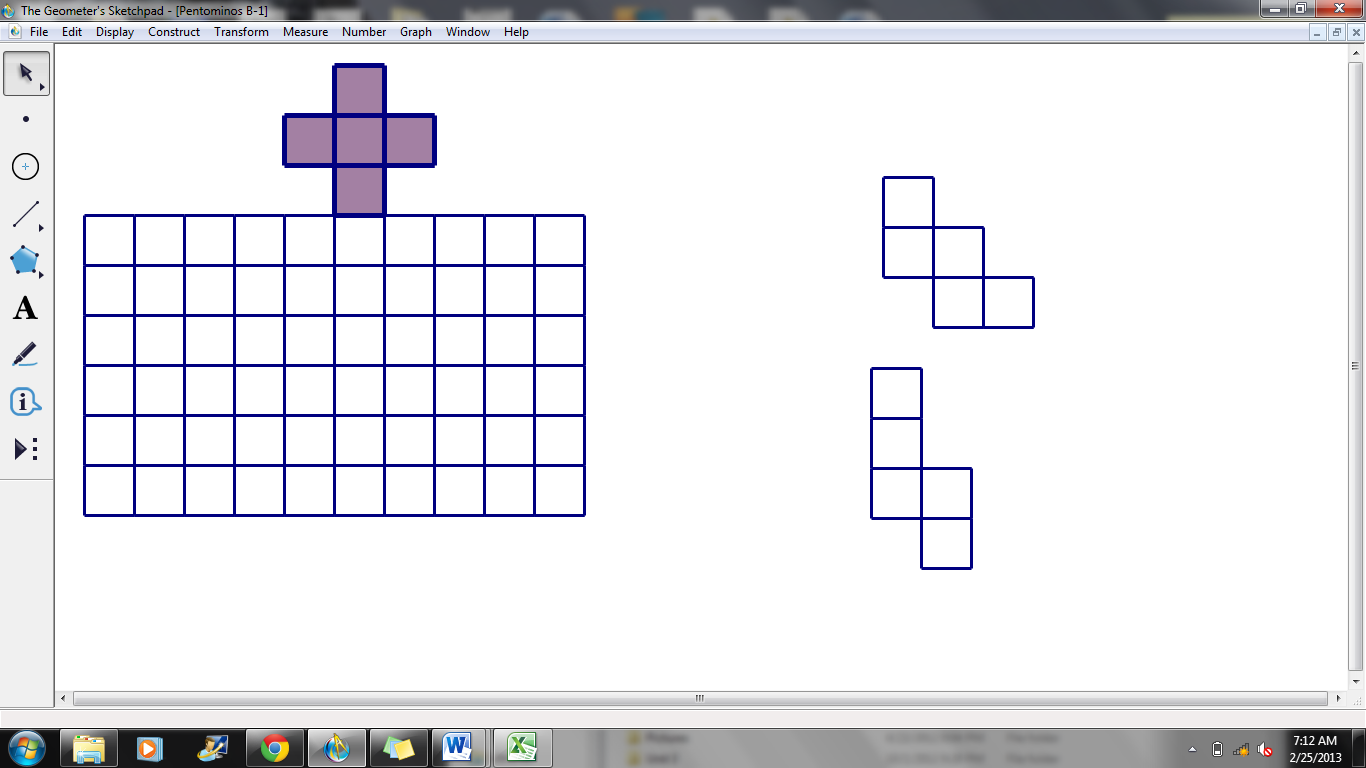 The Geometer's Sketchpad - [Pentominos B-1]
File Edit Display Construct Transform Measure Number Graph Window Help
A
i
W
X
Pictures
7:12 AM
2/25/2013